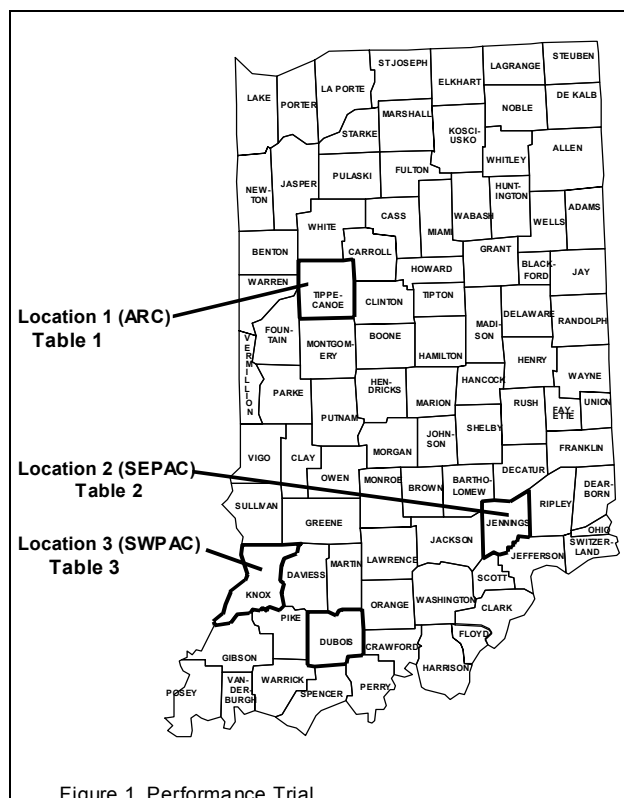 STEUBEN
ST JOSEPH
LAGRANGE
ELKHART
LA PORTE
LAKE
PORTER
DE KALB
NOBLE
MARSHALL
STARKE
KOSCI-
USKO
ALLEN
WHITLEY
FULTON
PULASKI
JASPER
NEW-
TON
HUNT-
INGTON
WABASH
MIAMI
CASS
WHITE
WELLS
ADAMS
CARROLL
BENTON
GRANT
BLACK-
FORD
JAY
HOWARD
WARREN
TIPPE-
CANOE
CLINTON
TIPTON
Location 1 (ARC)
Table 1
MADI-
SON
DELAWARE
RANDOLPH
FOUN-
TAIN
VERMILLION
MONTGOM-
ERY
BOONE
HAMILTON
HENRY
WAYNE
HANCOCK
HEN-
DRICKS
MARION
PARKE
PUTNAM
RUSH
FAY-
ETTE
UNION
SHELBY
JOHN-
SON
MORGAN
FRANKLIN
VIGO
CLAY
OWEN
DECATUR
DEAR-
BORN
Location 2 (SEPAC)
Table 2
MONROE
BROWN
BARTHO-
LOMEW
RIPLEY
SULLIVAN
GREENE
JENNINGS
JACKSON
OHIO
SWITZER-
LAND
JEFFERSON
Location 3 (SWPAC)
Table 3
LAWRENCE
MARTIN
DAVIESS
KNOX
SCOTT
WASHINGTON
ORANGE
CLARK
PIKE
DUBOIS
CRAWFORD
FLOYD
HARRISON
GIBSON
PERRY
WARRICK
SPENCER
VAN-
DER-
BURGH
POSEY
Figure 1. Performance Trial